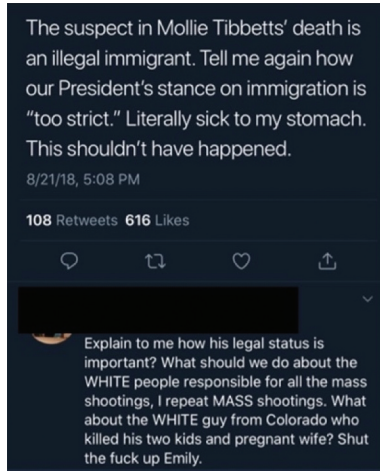 The suspect in Mollie Tibbetts' death is
an illegal immigrant. Tell me again how
our President's stance on immigration is
"too strict." Literally sick to my stomach.
This shouldn't have happened.
8/21/18, 5:08 PM
108 Retweets 616 Likes
Explain to me how his legal status is
important? What should we do about the
WHITE people responsible for all the mass
shootings, I repeat MASS shootings. What
about the WHITE guy from Colorado who
killed his two kids and pregnant wife? Shut
the fuck up Emily.